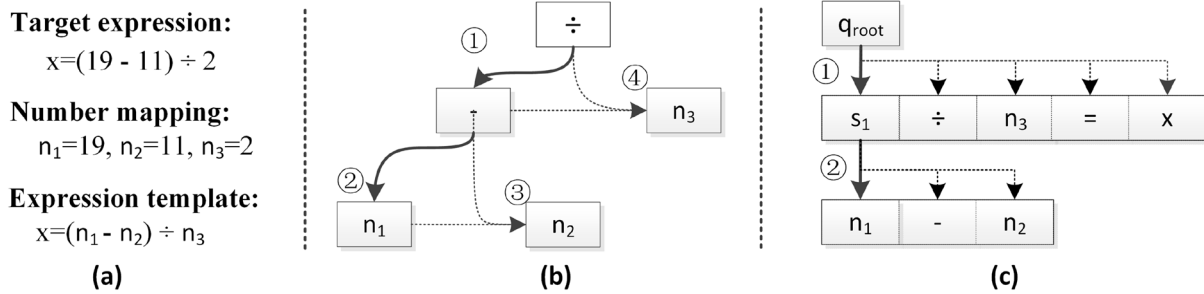 Target expression:
x=(19 - 11) ÷ 2
Number mapping:
n₁=19, n₂=11, n₃=2
Expression template:
x=(n₁ - n₂) ÷ n₃
(a)
÷
①
④
-
n₃
②
③
n₁
n₂
(b)
q_root
①
s₁ ÷ n₃ = x
②
n₁ - n₂
(c)